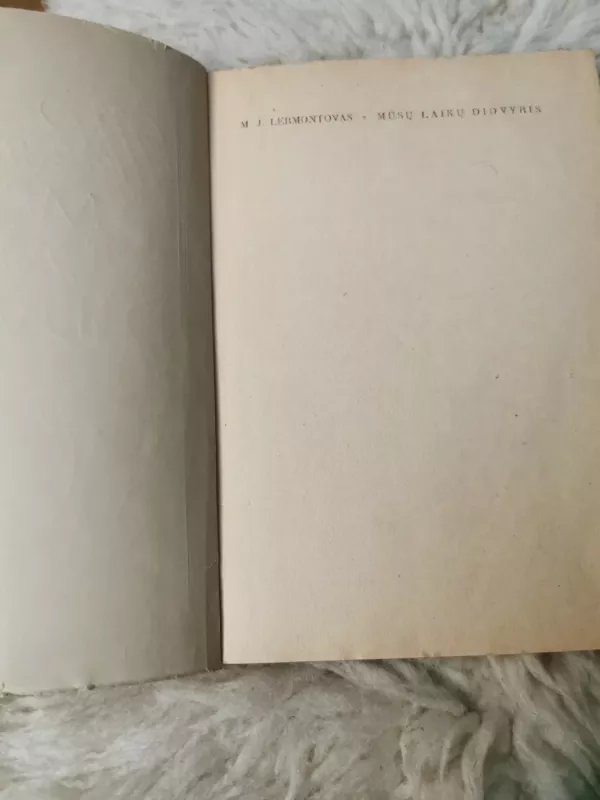 M J. LERMONTOVAS • MŪSŲ LAIKŲ DIDVYRIS